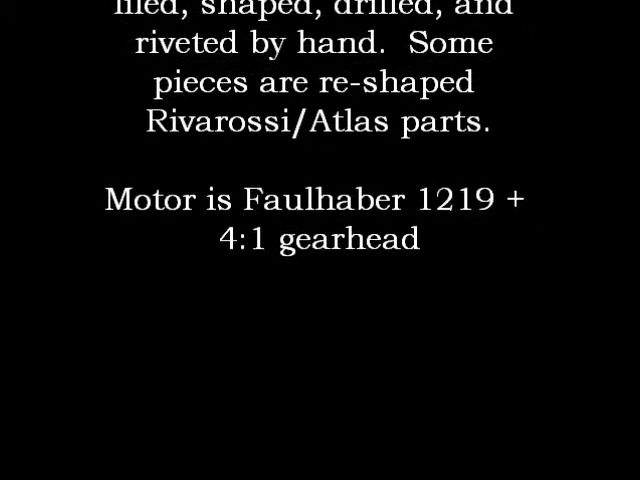 filed, shaped, drilled, and
riveted by hand. Some
pieces are re-shaped
Rivarossi/Atlas parts.
Motor is Faulhaber 1219 +
4:1 gearhead